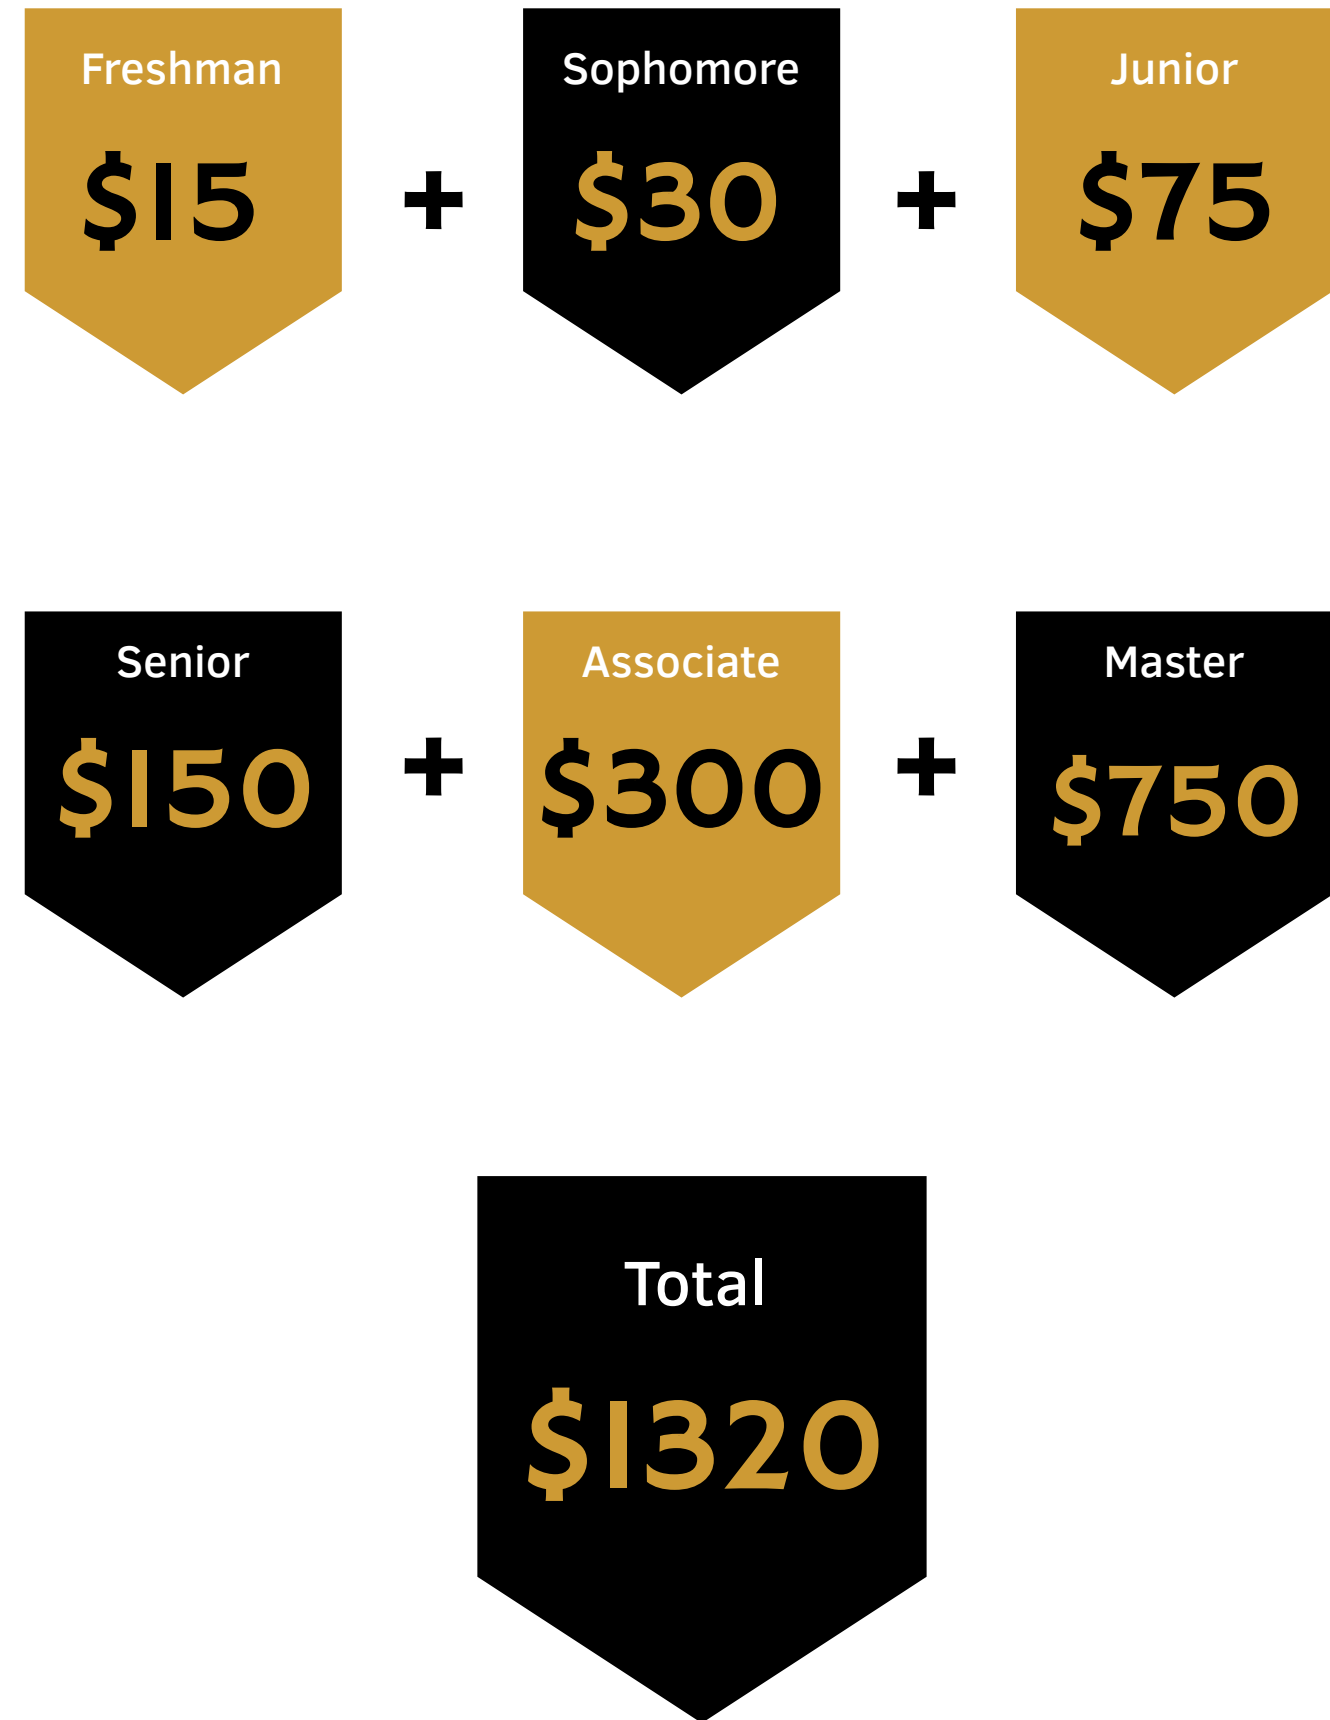 Freshman
Sophomore
Junior
$15
+
$30
+
$75
Senior
Associate
Master
$150
+
$300
+
$750
Total
$1320